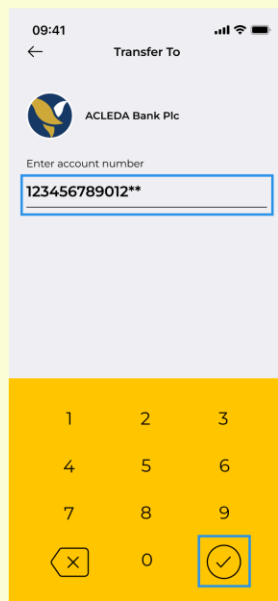 09:41
Transfer To
ACLEDA Bank Plc
Enter account number
123456789012**
1 2 3
4 5 6
7 8 9
0